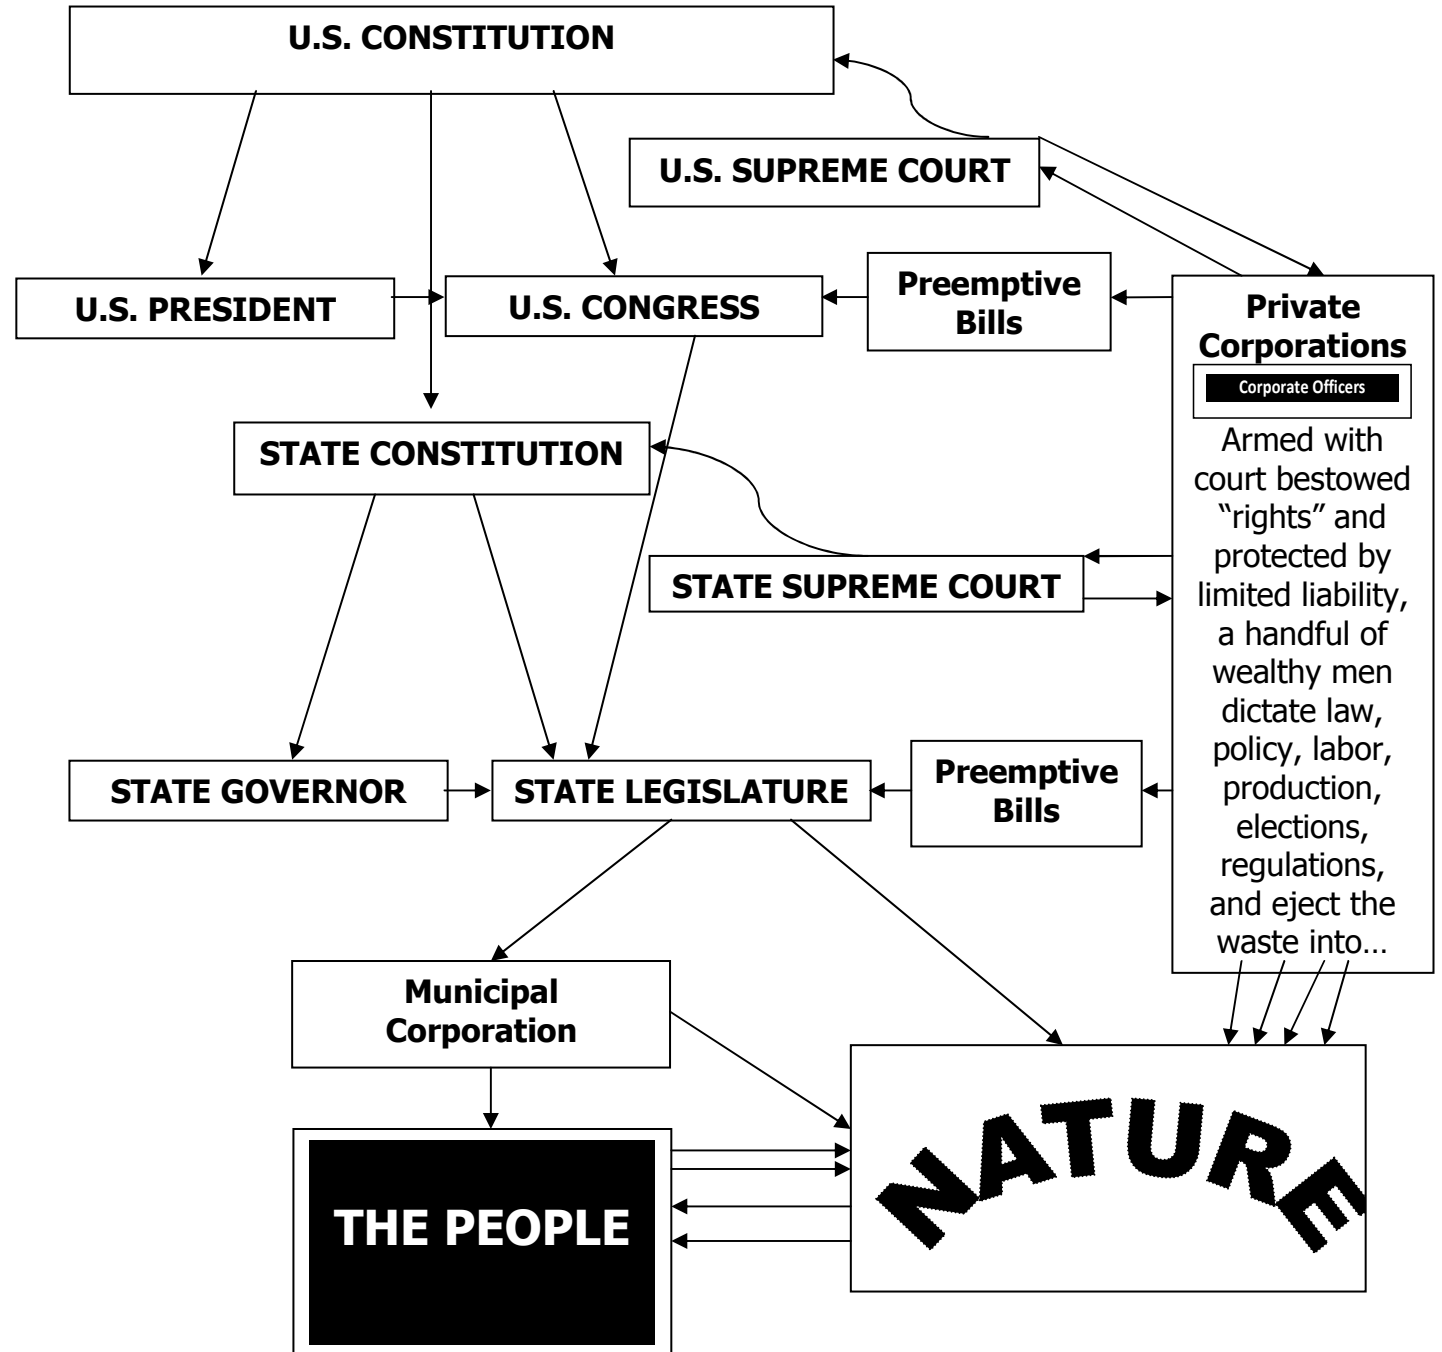 U.S. CONSTITUTION
U.S. SUPREME COURT
U.S. PRESIDENT
U.S. CONGRESS
Preemptive
Bills
Private
Corporations
Corporate Officers
Armed with
court bestowed
“rights” and
protected by
limited liability,
a handful of
wealthy men
dictate law,
policy, labor,
production,
elections,
regulations,
and eject the
waste into…
STATE CONSTITUTION
STATE SUPREME COURT
STATE GOVERNOR
STATE LEGISLATURE
Preemptive
Bills
Municipal
Corporation
THE PEOPLE
NATURE